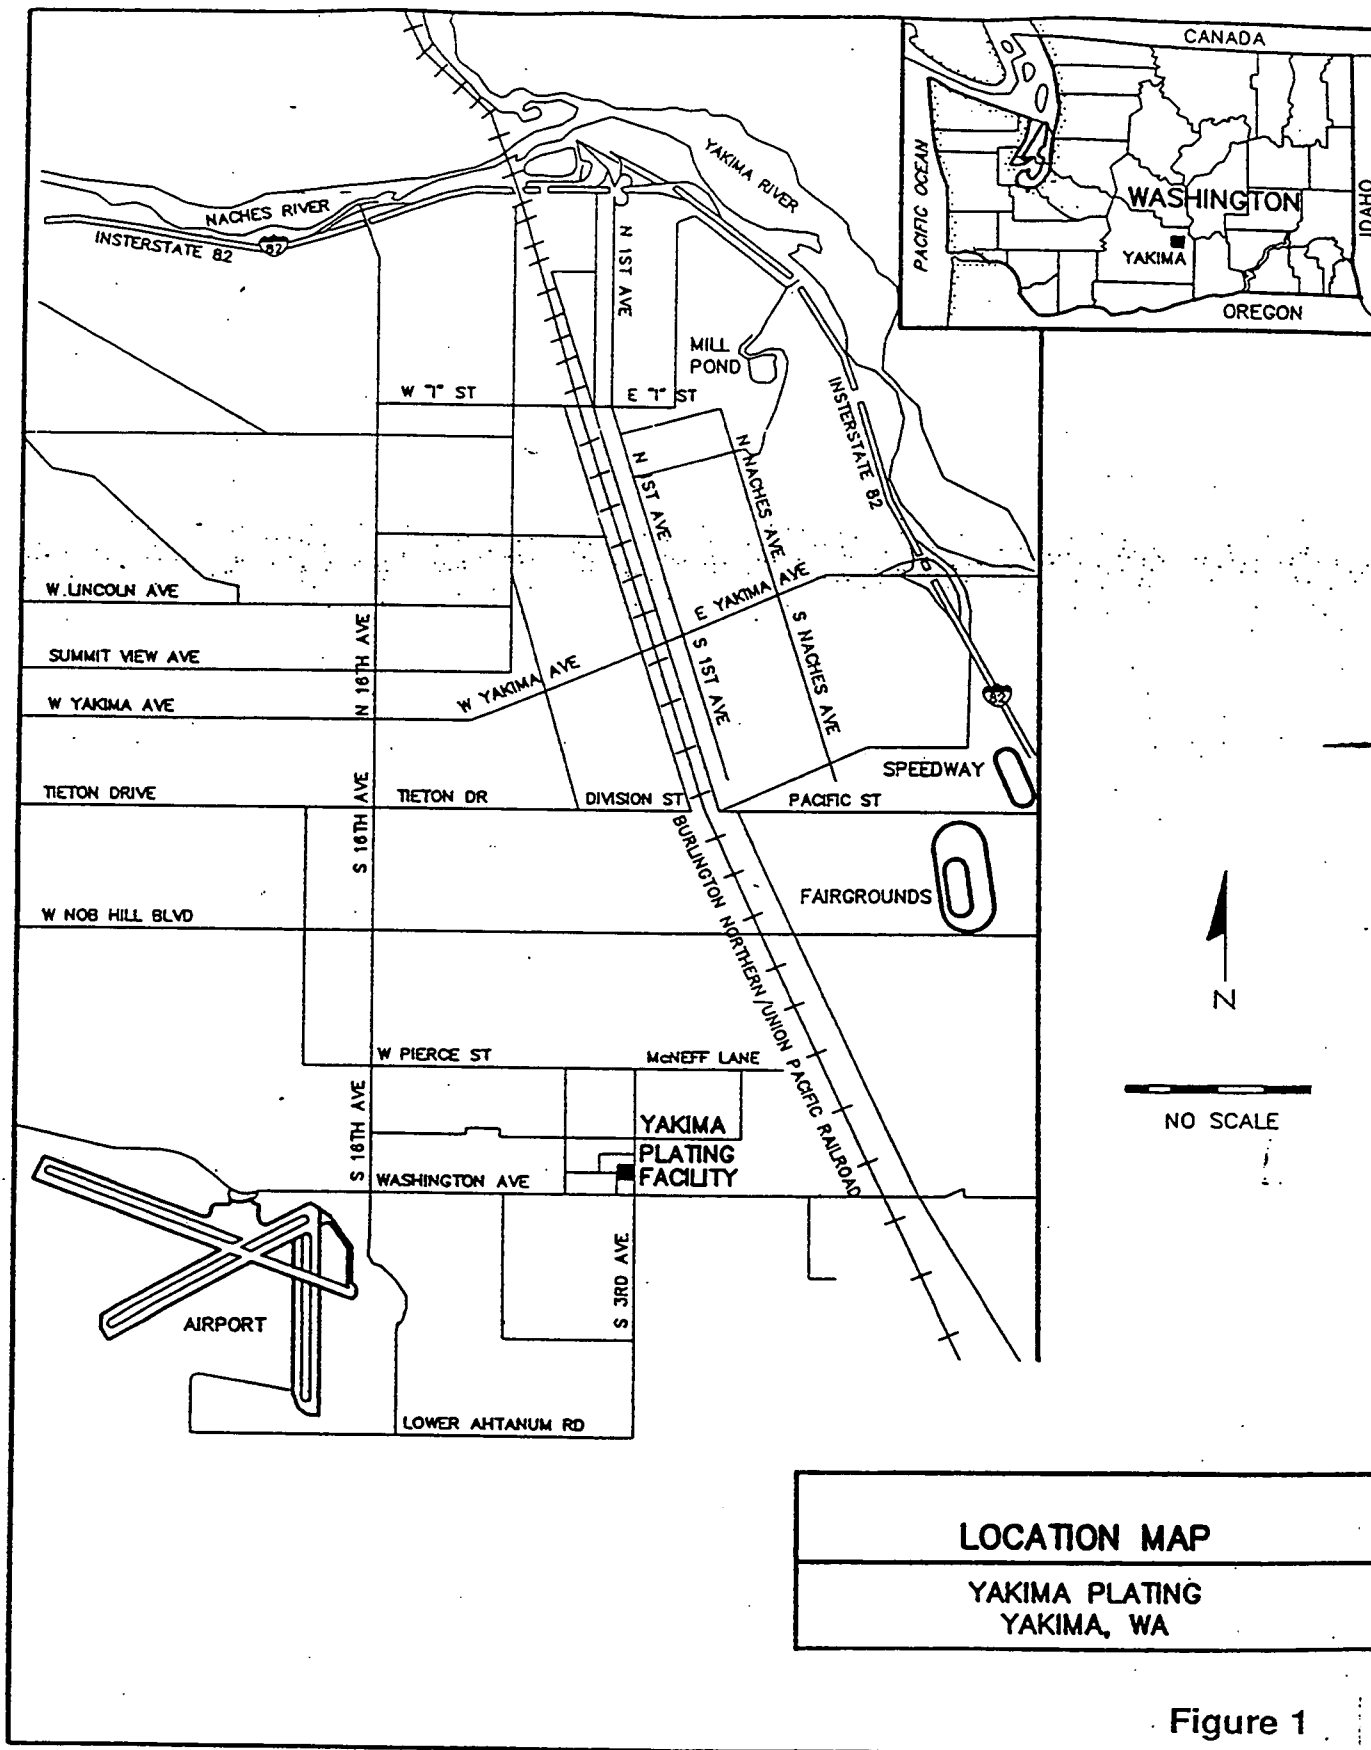 CANADA
PACIFIC OCEAN
WASHINGTON
YAKIMA
IDAHO
OREGON
YAKIMA RIVER
NACHES RIVER
INSTERSTATE 82
82
N 1ST AVE
MILL
POND
W "I" ST
E "I" ST
INSTERSTATE 82
N 1ST AVE
N NACHES AVE
W.LINCOLN AVE
E YAKIMA AVE
N 16TH AVE
SUMMIT VIEW AVE
S 1ST AVE
S NACHES AVE
W YAKIMA AVE
W YAKIMA AVE
82
SPEEDWAY
TIETON DRIVE
S 16TH AVE
TIETON DR
DIVISION ST
PACIFIC ST
BURLINGTON NORTHERN/UNION PACIFIC RAILROAD
FAIRGROUNDS
W NOB HILL BLVD
N
W PIERCE ST
McNEFF LANE
S 16TH AVE
NO SCALE
YAKIMA
PLATING
FACILITY
WASHINGTON AVE
S 3RD AVE
AIRPORT
LOWER AHTANUM RD
LOCATION MAP
YAKIMA PLATING
YAKIMA, WA
Figure 1